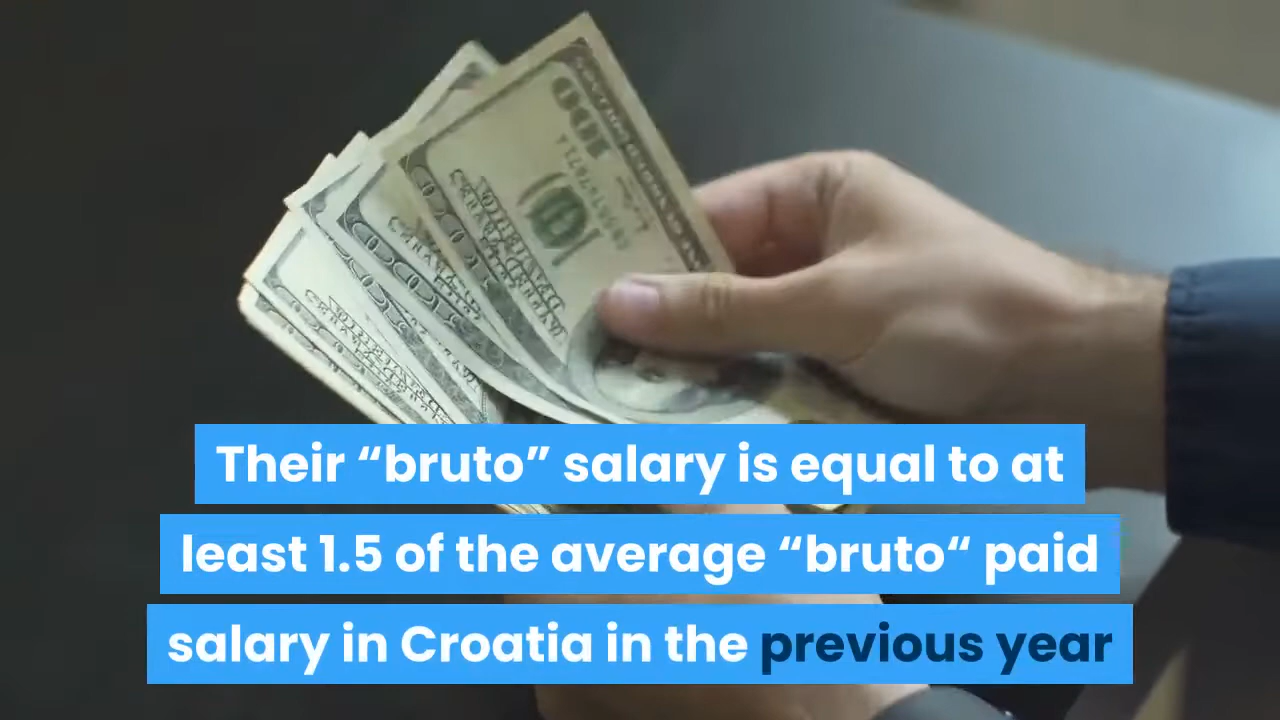 Their “bruto” salary is equal to at
least 1.5 of the average “bruto“ paid
salary in Croatia in the previous year
100